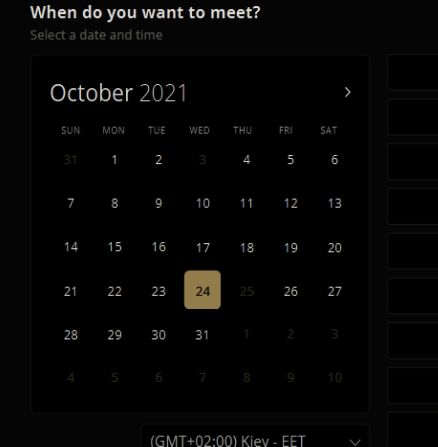 When do you want to meet?
Select a date and time
October 2021
SUN MON TUE WED THU FRI SAT
31 1 2 3 4 5 6
7 8 9 10 11 12 13
14 15 16 17 18 19 20
21 22 23 24 25 26 27
28 29 30 31 1 2 3
4 5 6 7 8 9 10
(GMT+02:00) Kiev - EET